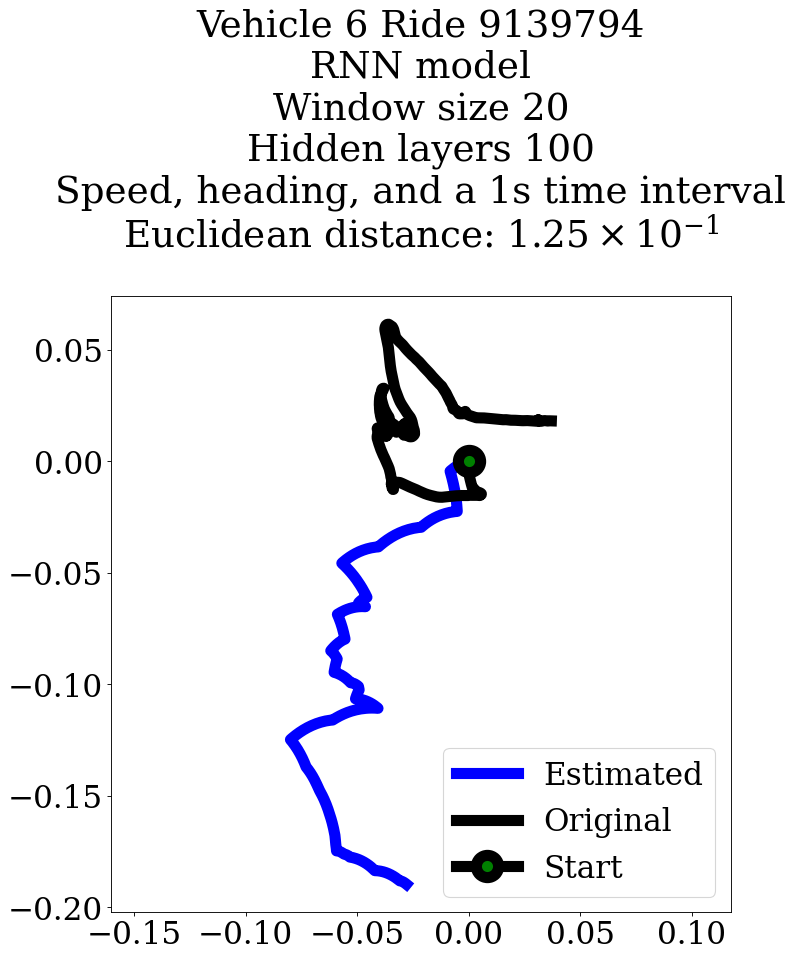 Vehicle 6 Ride 9139794
RNN model
Window size 20
Hidden layers 100
Speed, heading, and a 1s time interval
Euclidean distance: 1.25 × 10⁻¹
0.05
0.00
−0.05
−0.10
−0.15
−0.20
−0.15 −0.10 −0.05 0.00 0.05 0.10
Estimated
Original
Start